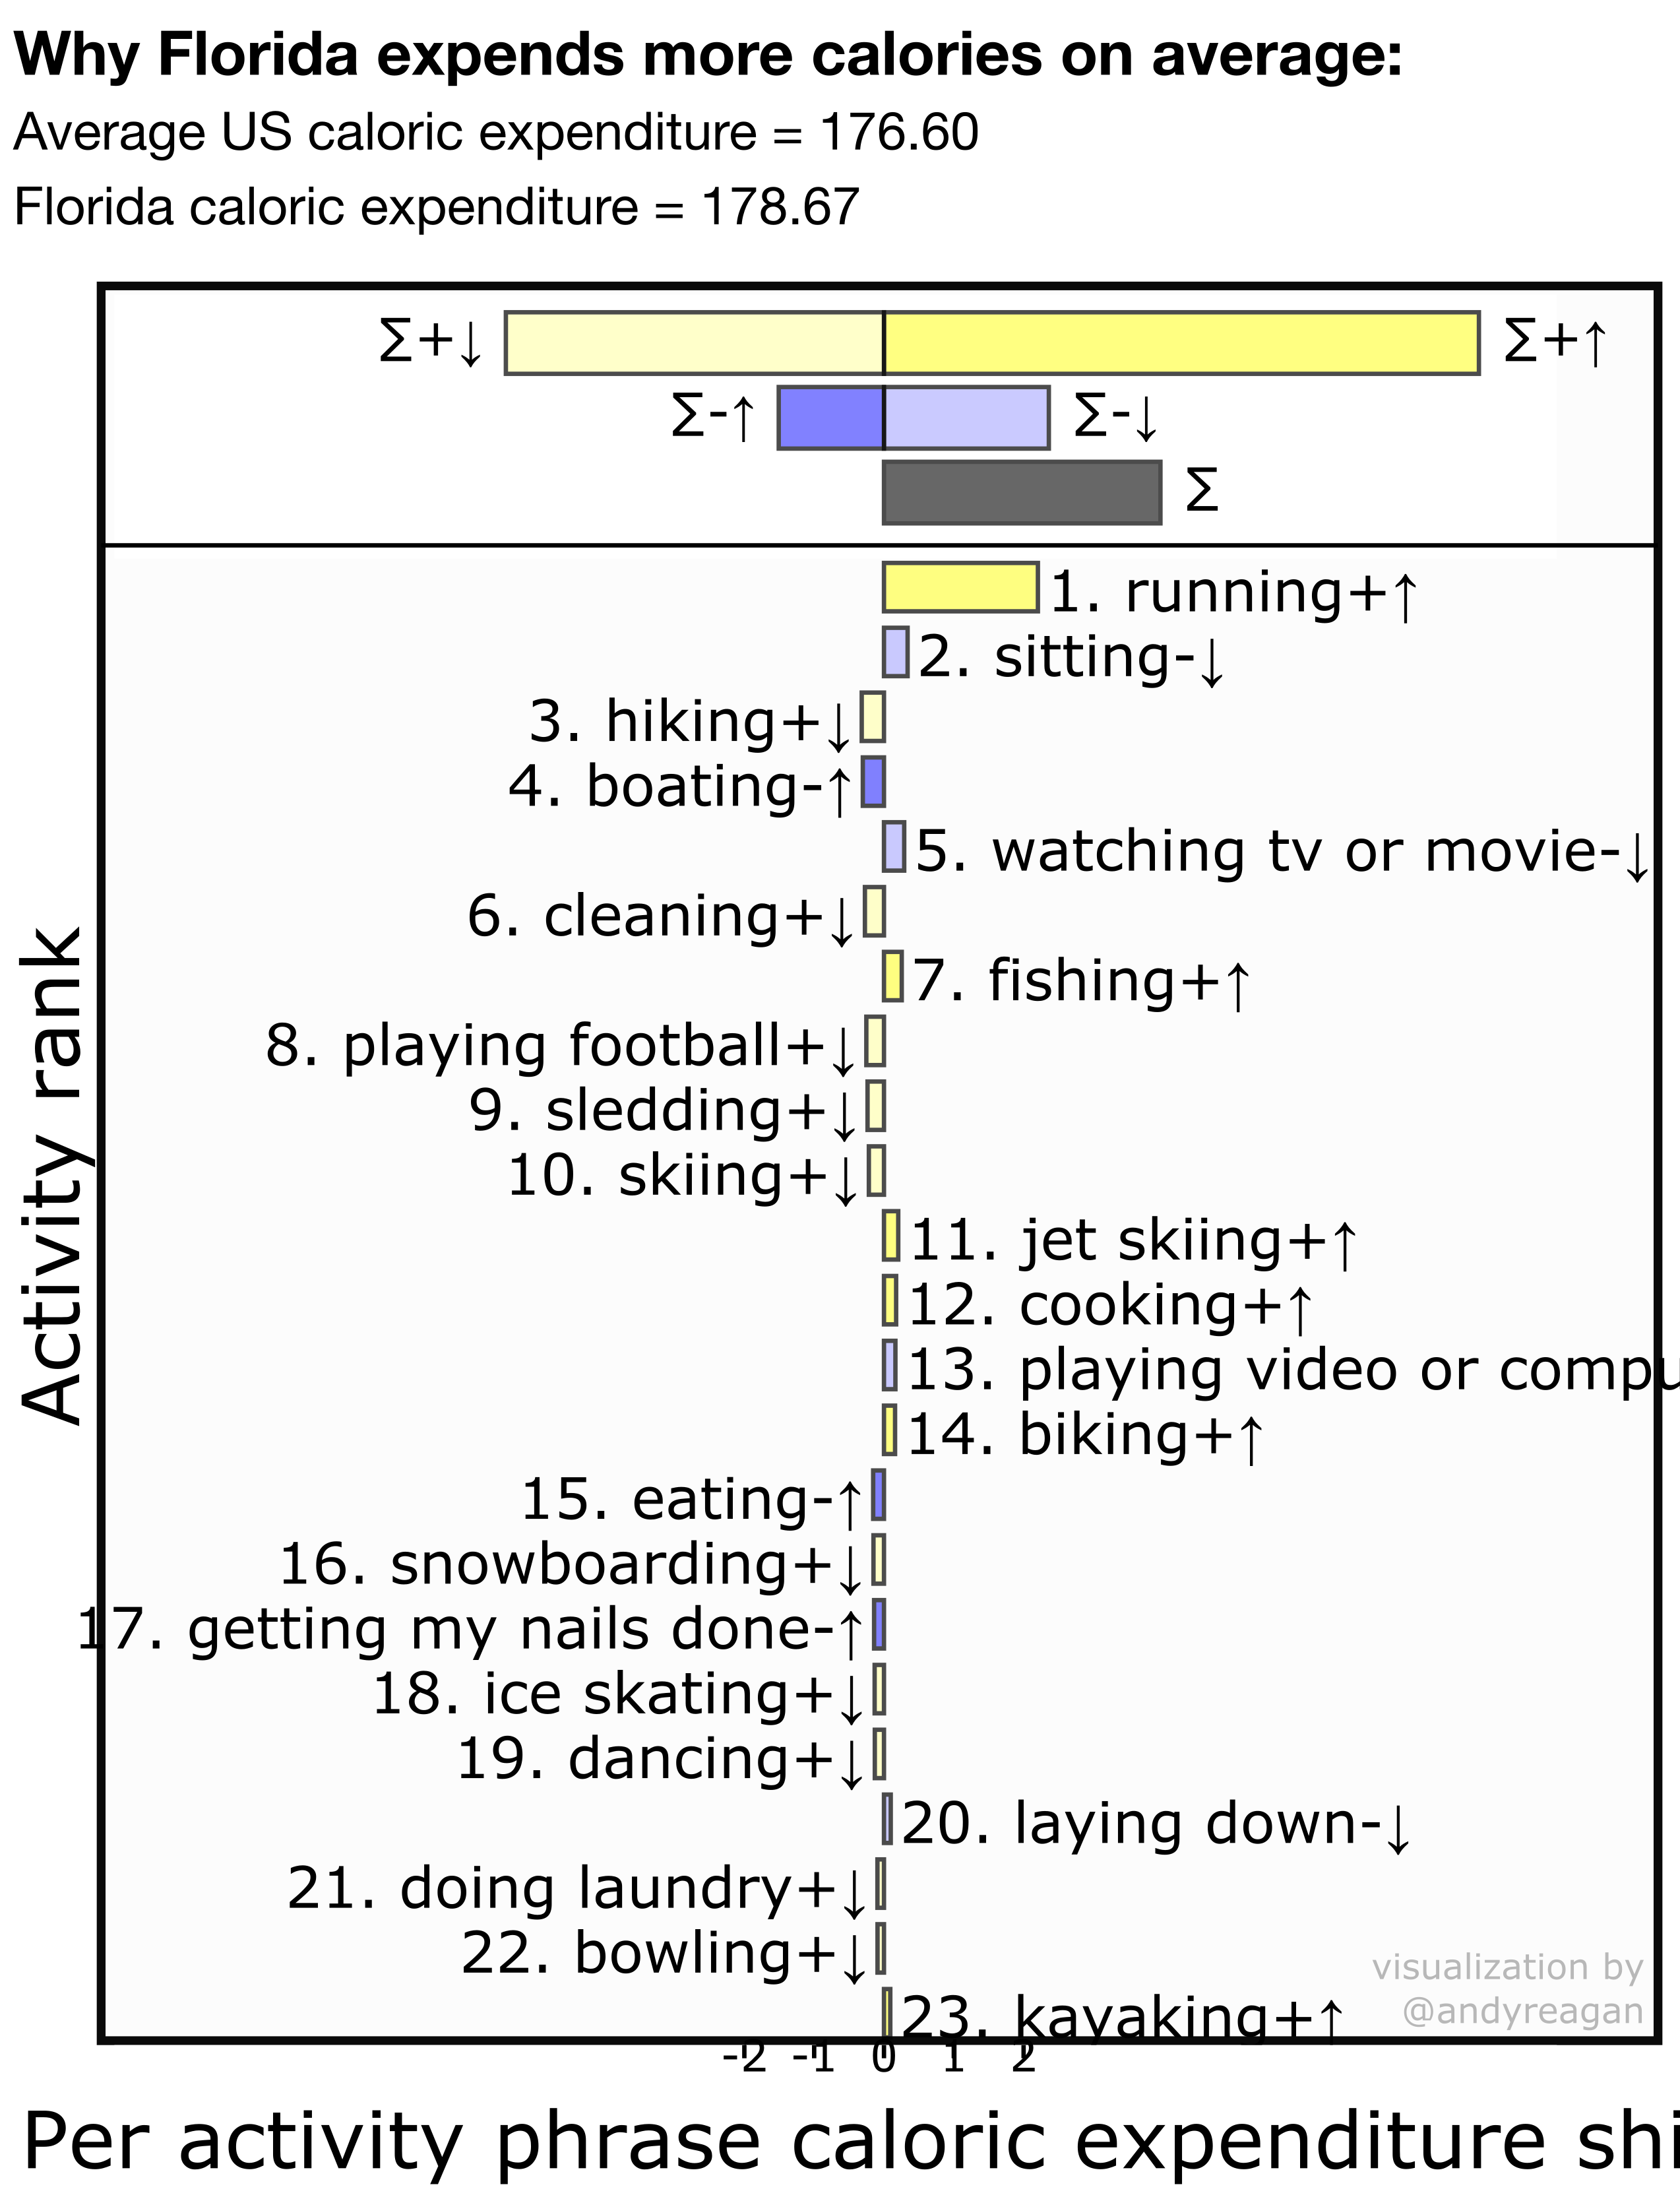 Why Florida expends more calories on average:
Average US caloric expenditure = 176.60
Florida caloric expenditure = 178.67
Σ+↓ Σ+↑
Σ-↑ Σ-↓
Σ
1. running+↑
2. sitting-↓
3. hiking+↓
4. boating-↑
5. watching tv or movie-↓
6. cleaning+↓
7. fishing+↑
8. playing football+↓
9. sledding+↓
10. skiing+↓
11. jet skiing+↑
12. cooking+↑
13. playing video or compu
14. biking+↑
15. eating-↑
16. snowboarding+↓
17. getting my nails done-↑
18. ice skating+↓
19. dancing+↓
20. laying down-↓
21. doing laundry+↓
22. bowling+↓
23. kayaking+↑
Activity rank
visualization by
@andyreagan
-2 -1 0 1 2
Per activity phrase caloric expenditure shi